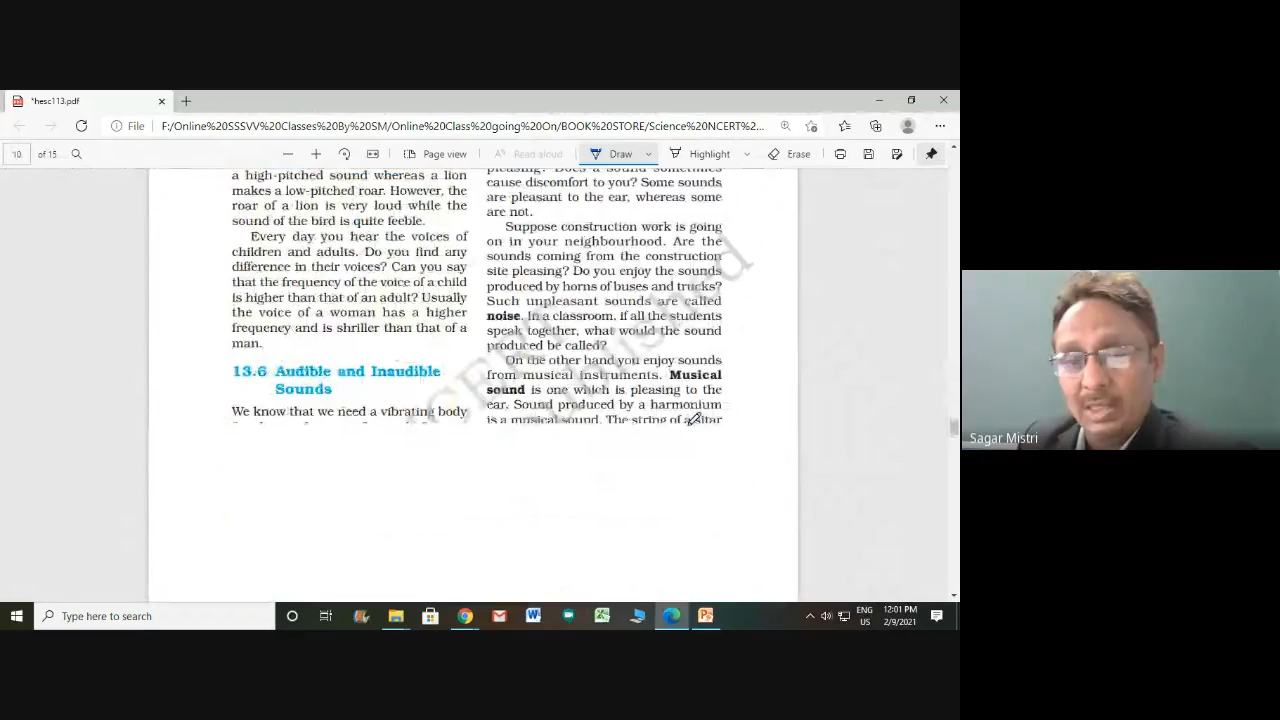 *hesc113.pdf
File
F:/Online%20SSSVV%20Classes%20By%20SM/Online%20Class%20going%20On/BOOK%20STORE/Science%20NCERT%2...
10 of 15
Page view
Read aloud
Draw
Highlight
Erase
a high-pitched sound whereas a lion
makes a low-pitched roar. However, the
roar of a lion is very loud while the
sound of the bird is quite feeble.
Every day you hear the voices of
children and adults. Do you find any
difference in their voices? Can you say
that the frequency of the voice of a child
is higher than that of an adult? Usually
the voice of a woman has a higher
frequency and is shriller than that of a
man.
13.6 Audible and Inaudible
Sounds
We know that we need a vibrating body
pleasing? Does a sound sometimes
cause discomfort to you? Some sounds
are pleasant to the ear, whereas some
are not.
Suppose construction work is going
on in your neighbourhood. Are the
sounds coming from the construction
site pleasing? Do you enjoy the sounds
produced by horns of buses and trucks?
Such unpleasant sounds are called
noise. In a classroom, if all the students
speak together, what would the sound
produced be called?
On the other hand you enjoy sounds
from musical instruments. Musical
sound is one which is pleasing to the
ear. Sound produced by a harmonium
is a musical sound. The string of a sitar
Sagar Mistri
Type here to search
ENG
US
12:01 PM
2/9/2021